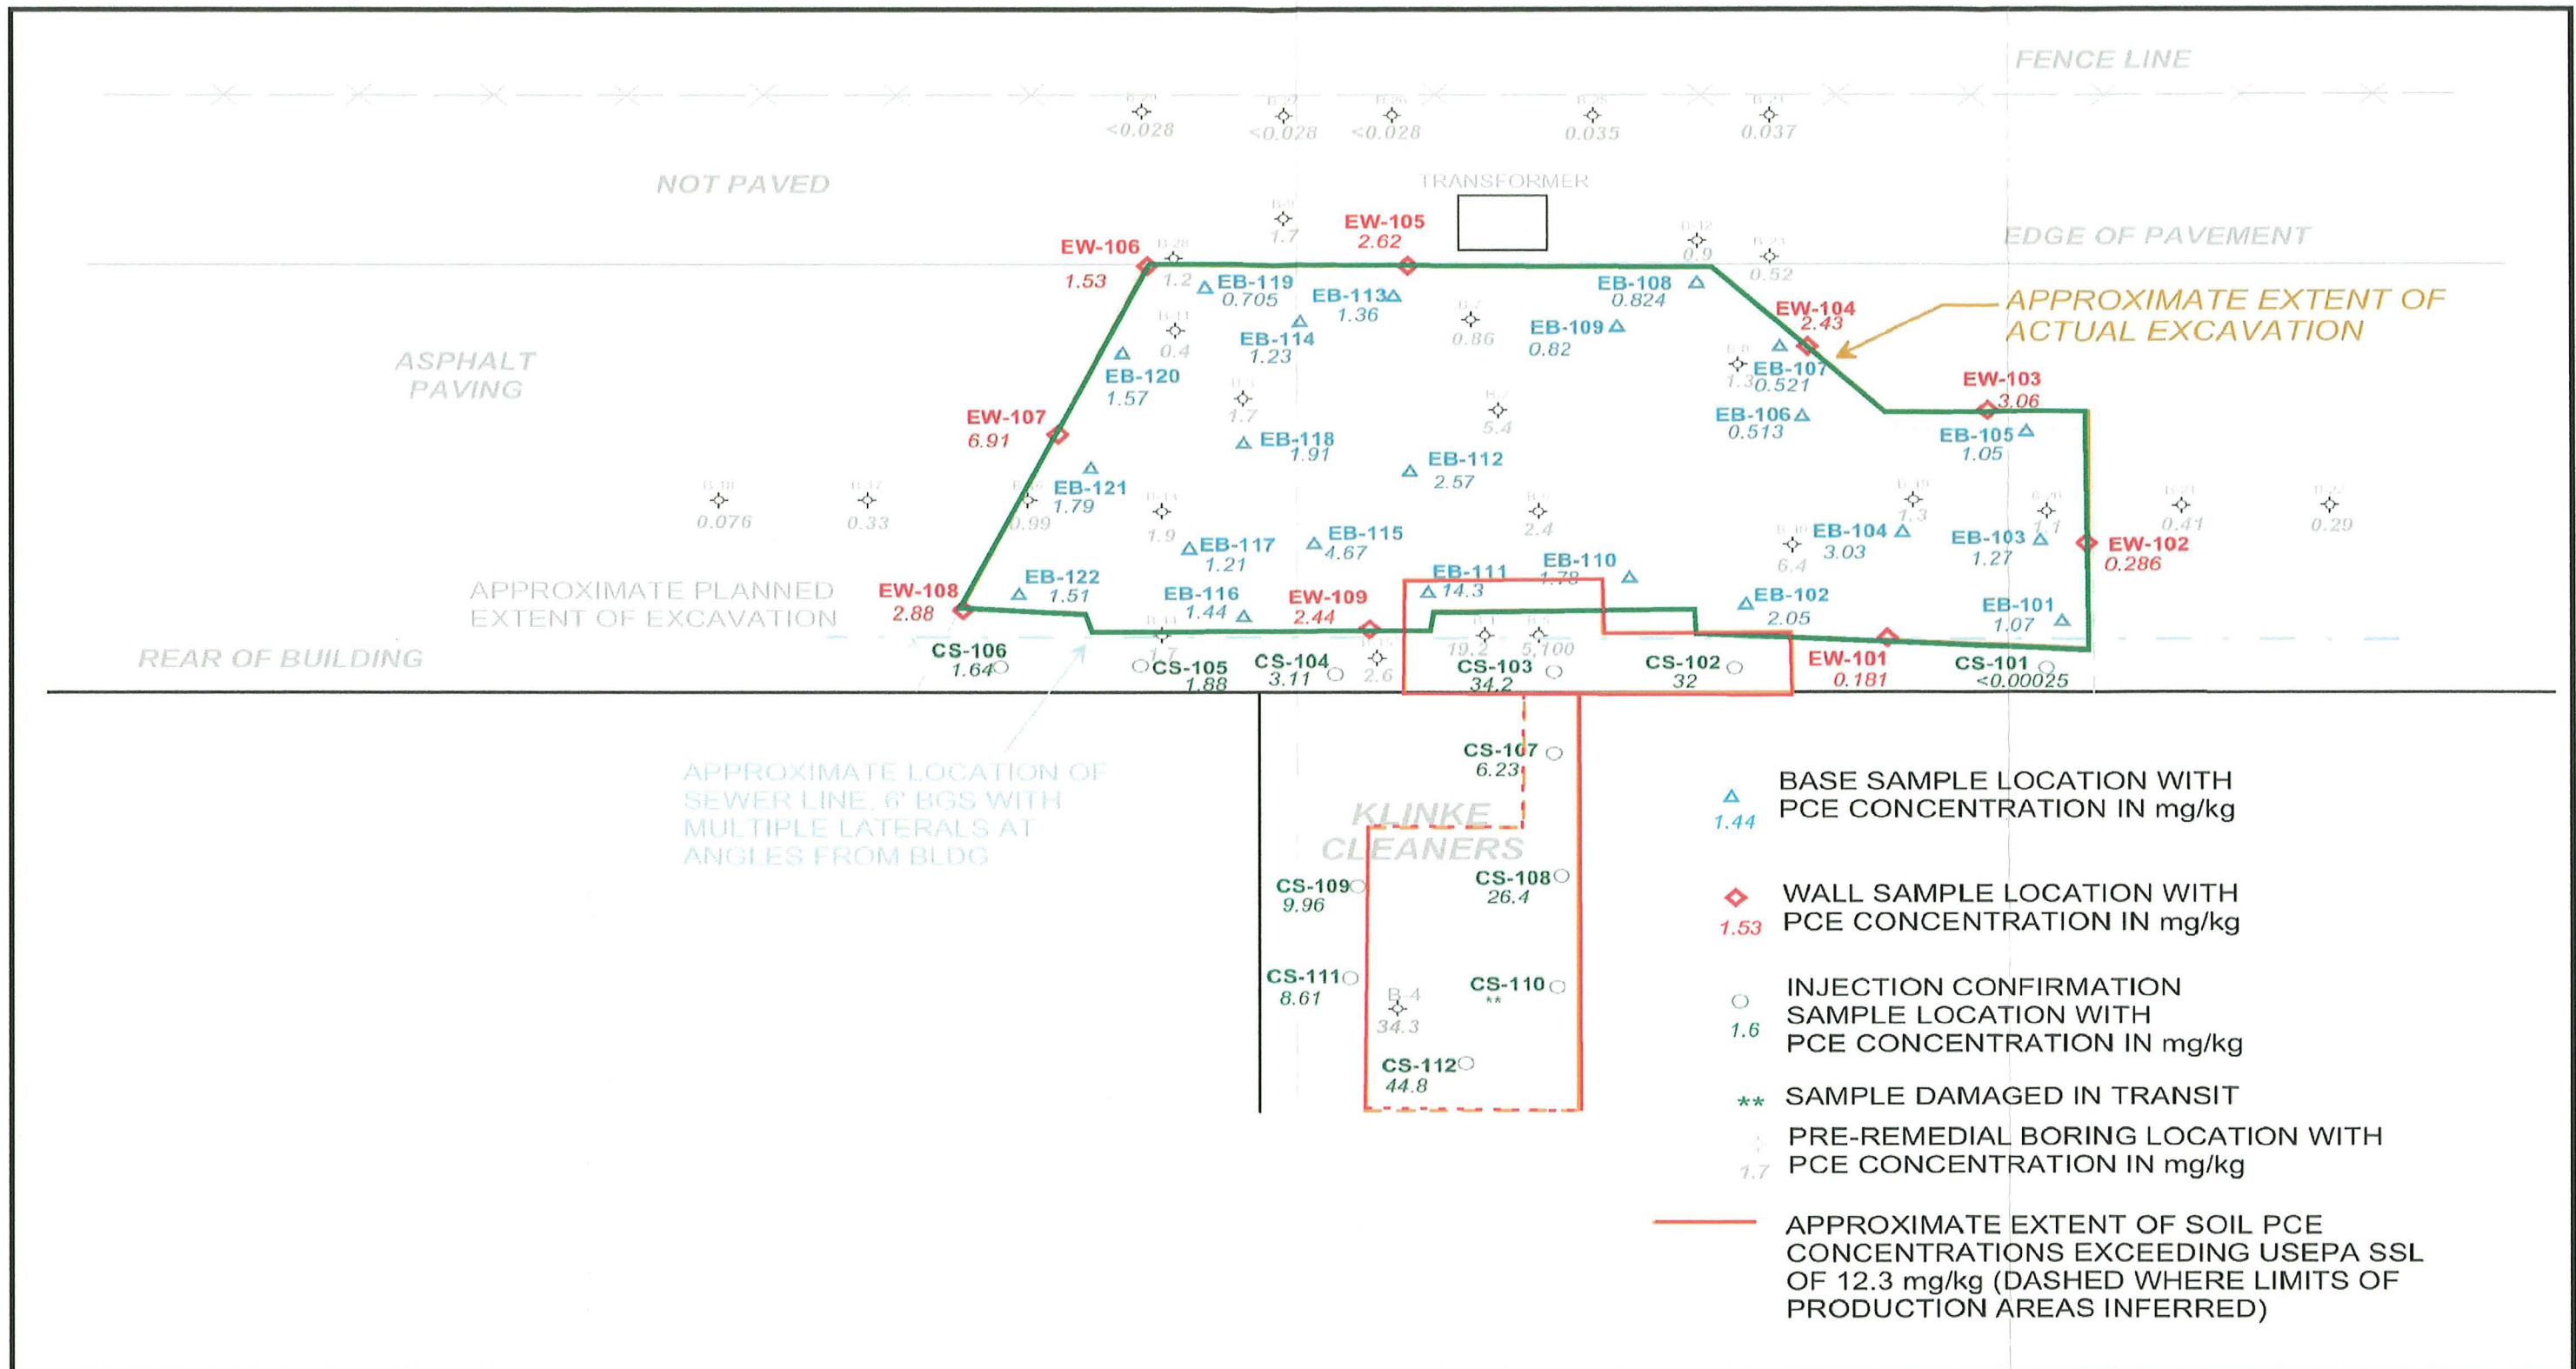 FENCE LINE
<0.028
<0.028
<0.028
0.035
0.037
NOT PAVED
TRANSFORMER
B-9
1.7
EW-105
2.62
EW-106
1.53
B-28
1.2
B-12
0.9
B-23
0.52
EDGE OF PAVEMENT
EB-119
0.705
EB-113
1.36
EB-108
0.824
APPROXIMATE EXTENT OF
ACTUAL EXCAVATION
EW-104
2.43
B-11
0.4
EB-114
1.23
B-7
0.86
EB-109
0.82
ASPHALT
PAVING
EB-120
1.57
1.3
EB-107
0.521
EW-103
3.06
1.7
5.4
EW-107
6.91
EB-106
0.513
EB-105
1.05
EB-118
1.91
EB-112
2.57
EB-121
1.79
B-18
0.076
B-17
0.33
0.99
B-13
1.9
B-6
2.4
B-19
1.3
B-20
1.1
B-21
0.41
B-22
0.29
EB-117
1.21
EB-115
4.67
EB-104
3.03
EB-103
1.27
EW-102
0.286
6.4
EB-110
1.78
EB-111
14.3
EB-122
1.51
EB-116
1.44
EW-109
2.44
EW-108
2.88
EB-102
2.05
EB-101
1.07
APPROXIMATE PLANNED
EXTENT OF EXCAVATION
1.7
19.2
5,100
2.6
REAR OF BUILDING
CS-106
1.64
CS-105
1.88
CS-104
3.11
CS-103
34.2
CS-102
32
EW-101
0.181
CS-101
<0.00025
APPROXIMATE LOCATION OF
SEWER LINE, 6' BGS WITH
MULTIPLE LATERALS AT
ANGLES FROM BLDG
CS-107
6.23
KLINKE
CLEANERS
CS-109
9.96
CS-108
26.4
CS-111
8.61
CS-110
**
B-4
34.3
CS-112
44.8
1.44
BASE SAMPLE LOCATION WITH
PCE CONCENTRATION IN mg/kg
1.53
WALL SAMPLE LOCATION WITH
PCE CONCENTRATION IN mg/kg
1.6
INJECTION CONFIRMATION
SAMPLE LOCATION WITH
PCE CONCENTRATION IN mg/kg
** SAMPLE DAMAGED IN TRANSIT
1.7
PRE-REMEDIAL BORING LOCATION WITH
PCE CONCENTRATION IN mg/kg
APPROXIMATE EXTENT OF SOIL PCE
CONCENTRATIONS EXCEEDING USEPA SSL
OF 12.3 mg/kg (DASHED WHERE LIMITS OF
PRODUCTION AREAS INFERRED)